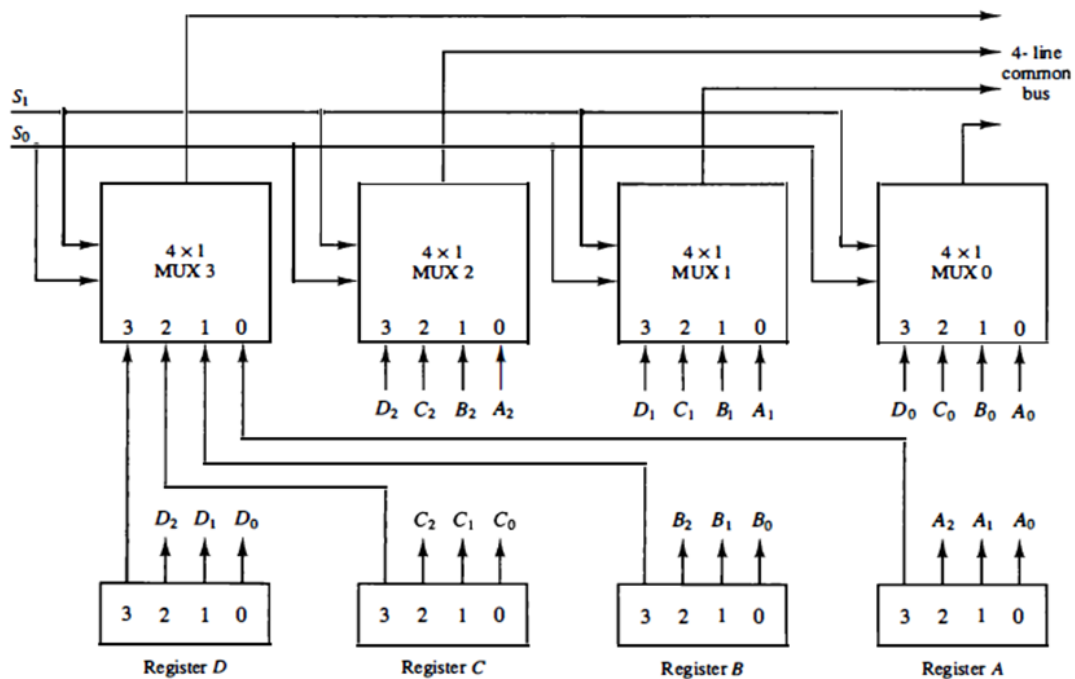 4- line
common
bus
S₁
S₀
4 × 1
MUX 3
4 × 1
MUX 2
4 × 1
MUX 1
4 × 1
MUX 0
3 2 1 0
3 2 1 0
3 2 1 0
3 2 1 0
D₂ C₂ B₂ A₂
D₁ C₁ B₁ A₁
D₀ C₀ B₀ A₀
D₂ D₁ D₀
C₂ C₁ C₀
B₂ B₁ B₀
A₂ A₁ A₀
3 2 1 0
3 2 1 0
3 2 1 0
3 2 1 0
Register D
Register C
Register B
Register A